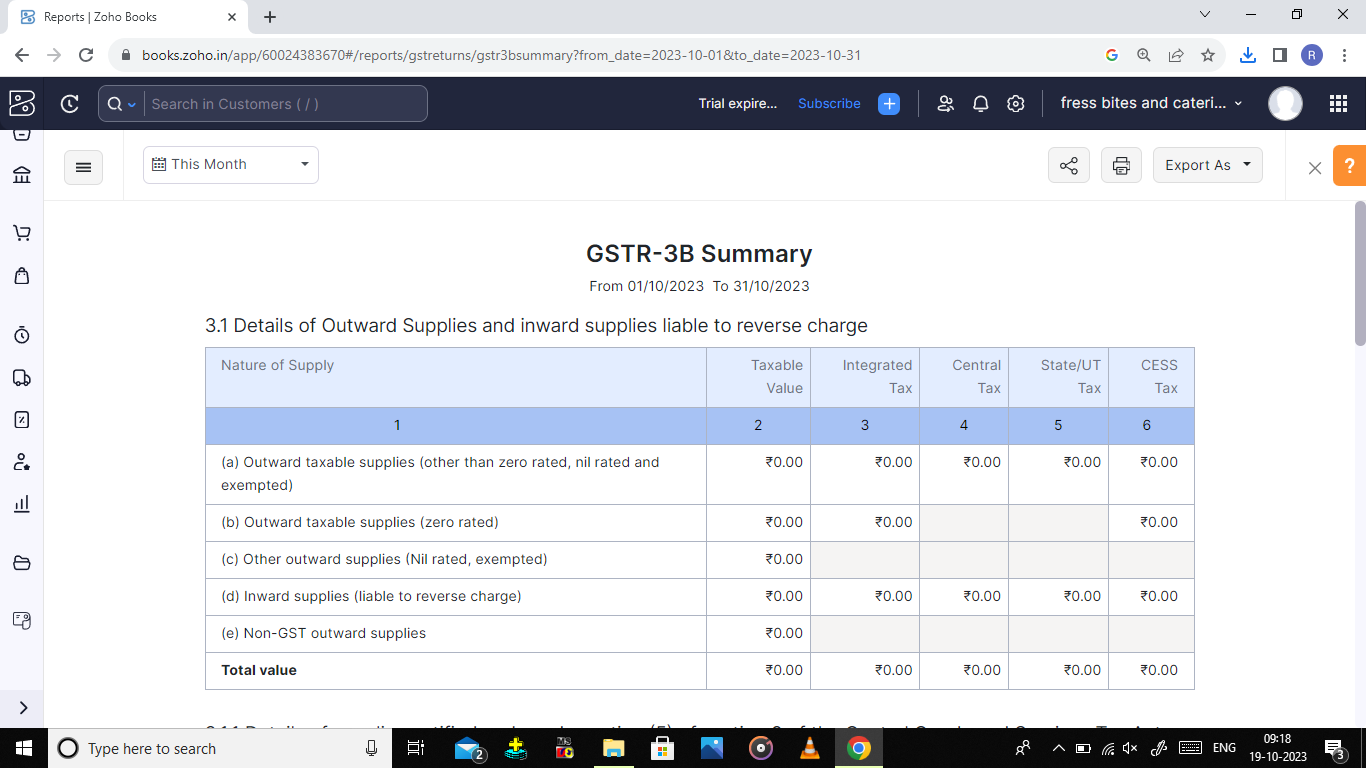 Reports | Zoho Books
books.zoho.in/app/60024383670#/reports/gstreturns/gstr3bsummary?from_date=2023-10-01&to_date=2023-10-31
R
Search in Customers ( / )
Trial expire... Subscribe
fress bites and cateri...
This Month
Export As
?
GSTR-3B Summary
From 01/10/2023 To 31/10/2023
3.1 Details of Outward Supplies and inward supplies liable to reverse charge
Nature of Supply Taxable Value Integrated Tax Central Tax State/UT Tax CESS Tax
1 2 3 4 5 6
(a) Outward taxable supplies (other than zero rated, nil rated and exempted) ₹0.00 ₹0.00 ₹0.00 ₹0.00 ₹0.00
(b) Outward taxable supplies (zero rated) ₹0.00 ₹0.00 ₹0.00
(c) Other outward supplies (Nil rated, exempted) ₹0.00
(d) Inward supplies (liable to reverse charge) ₹0.00 ₹0.00 ₹0.00 ₹0.00 ₹0.00
(e) Non-GST outward supplies ₹0.00
Total value ₹0.00 ₹0.00 ₹0.00 ₹0.00 ₹0.00
Type here to search
2
ENG
09:18
19-10-2023
3